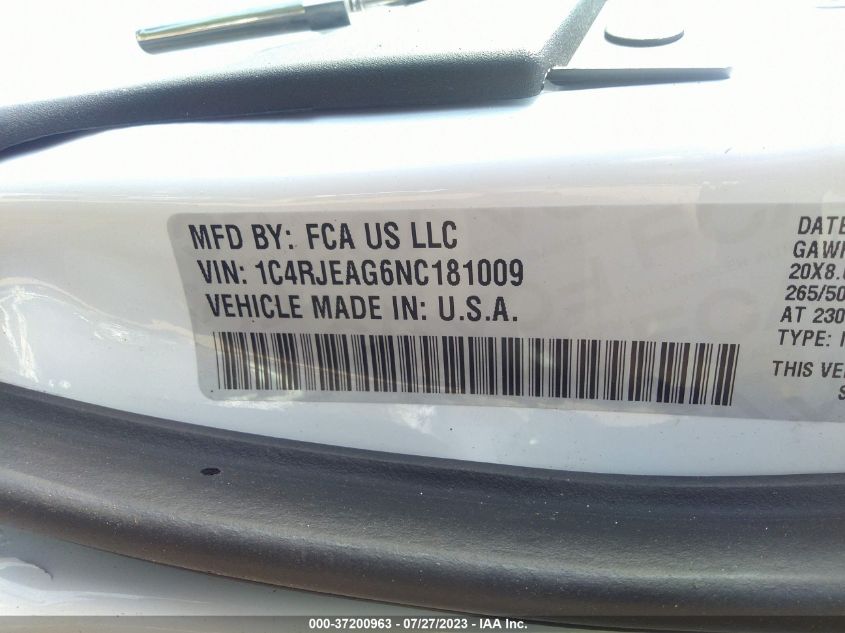 MFD BY: FCA US LLC
VIN: 1C4RJEAG6NC181009
VEHICLE MADE IN: U.S.A.
DATE
GAWR
20X8.
265/50
AT 230
TYPE:
THIS VE
000-37200963 / 07/27/2023 - IAA Inc.